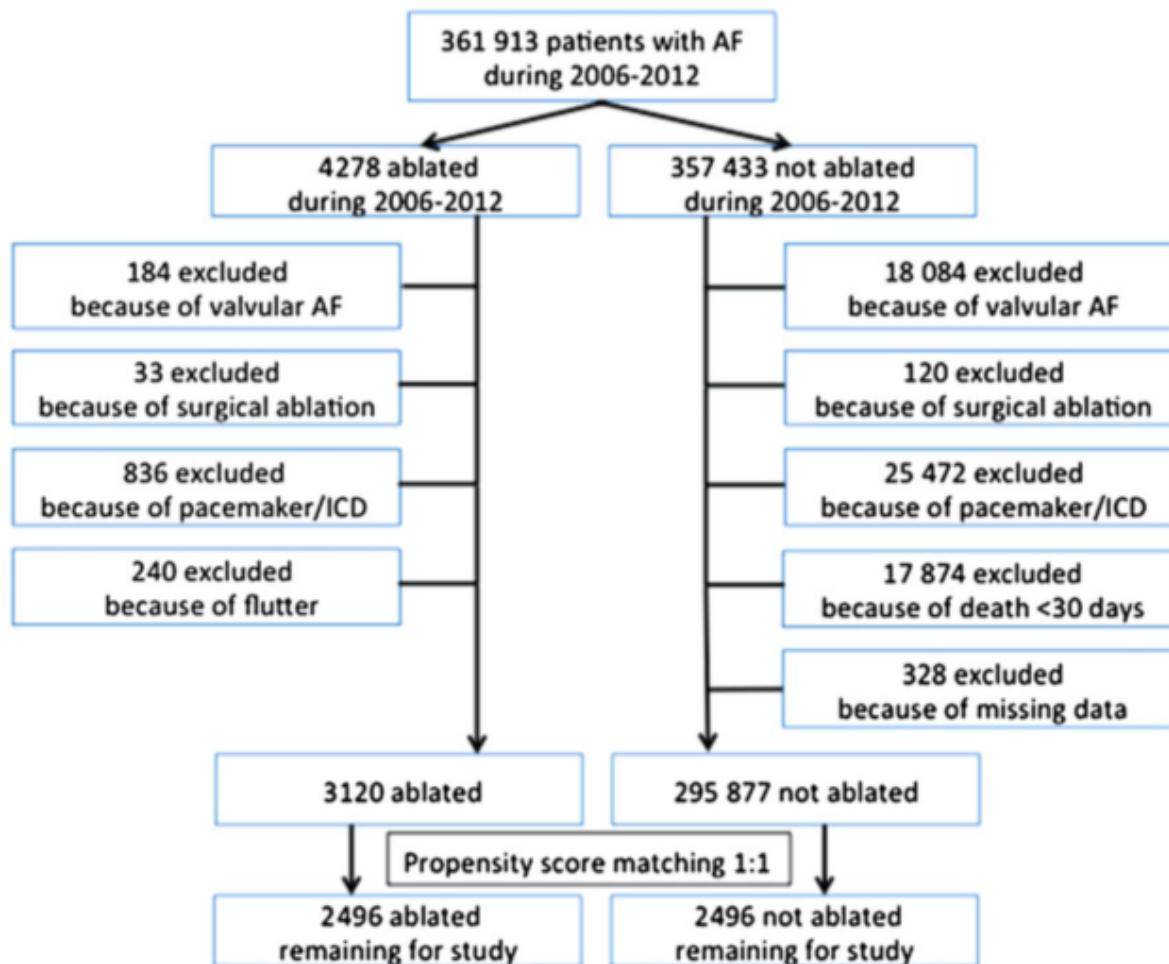 361 913 patients with AF
during 2006-2012
4278 ablated
during 2006-2012
357 433 not ablated
during 2006-2012
184 excluded
because of valvular AF
18 084 excluded
because of valvular AF
33 excluded
because of surgical ablation
120 excluded
because of surgical ablation
836 excluded
because of pacemaker/ICD
25 472 excluded
because of pacemaker/ICD
240 excluded
because of flutter
17 874 excluded
because of death <30 days
328 excluded
because of missing data
3120 ablated
295 877 not ablated
Propensity score matching 1:1
2496 ablated
remaining for study
2496 not ablated
remaining for study